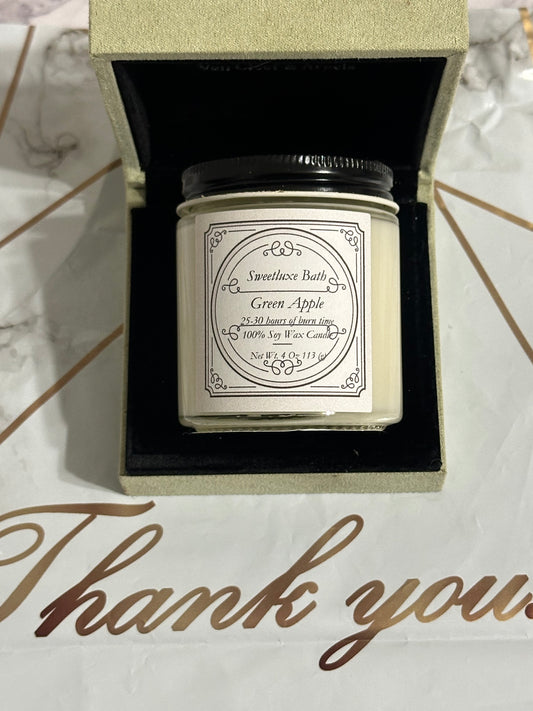 Sweetluxe Bath
Green Apple
25-30 hours of burn time
100% Soy Wax Candle
Net Wt. 4 Oz 113 (g)
Thank you